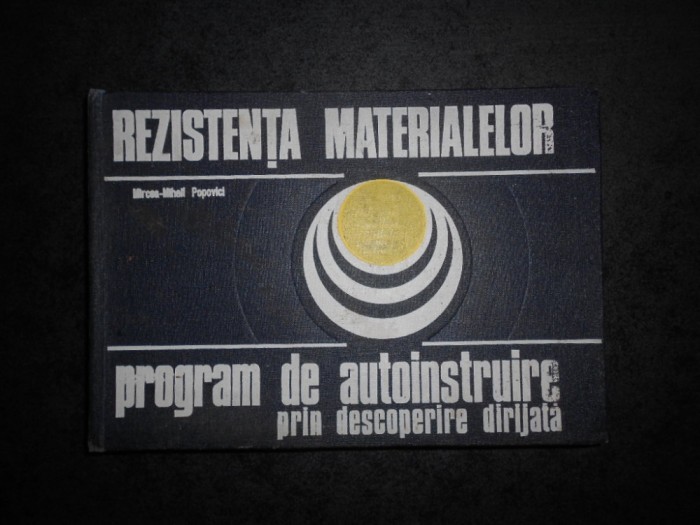 REZISTENȚA MATERIALELOR
Mircea-Mihail Popovici
program de autoinstruire
prin descoperire dirijată